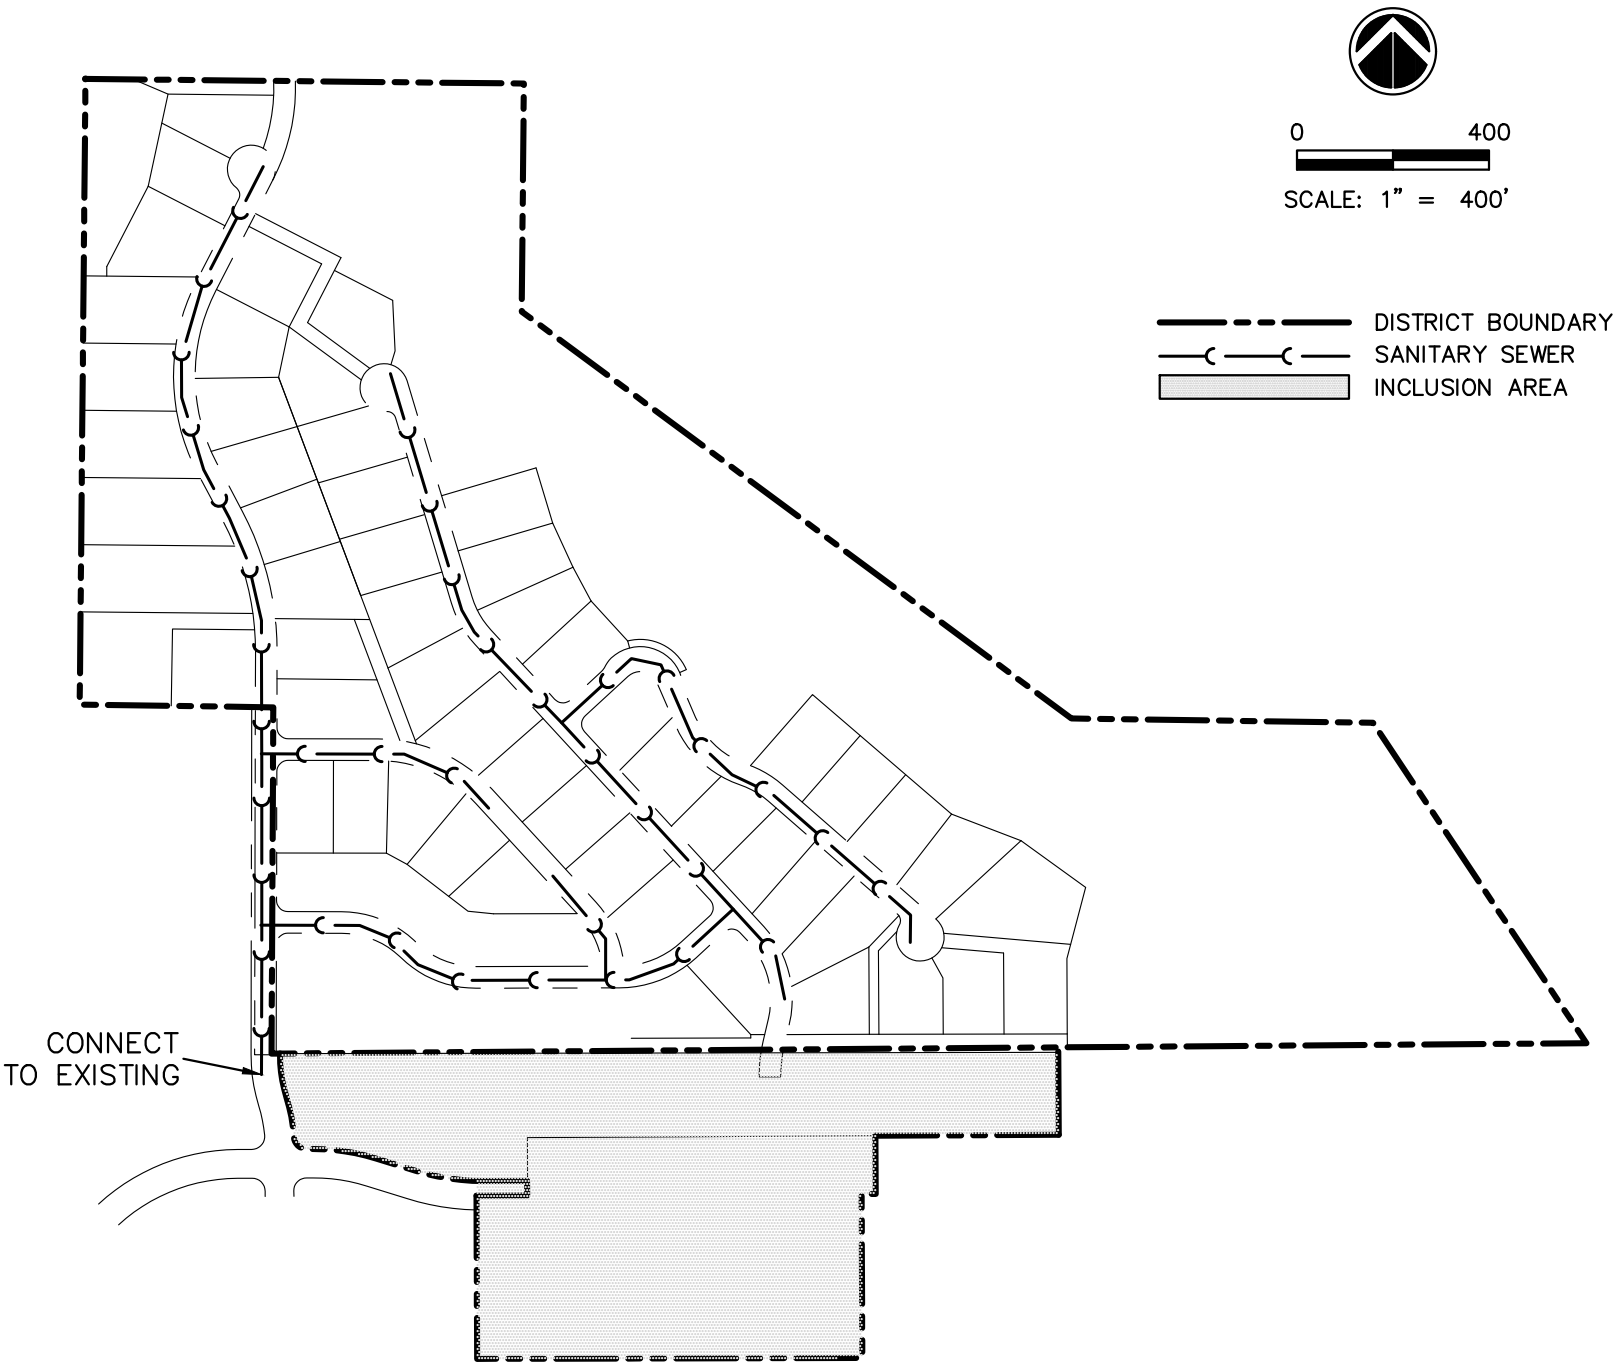 0 400
SCALE: 1" = 400'
DISTRICT BOUNDARY
SANITARY SEWER
INCLUSION AREA
CONNECT
TO EXISTING